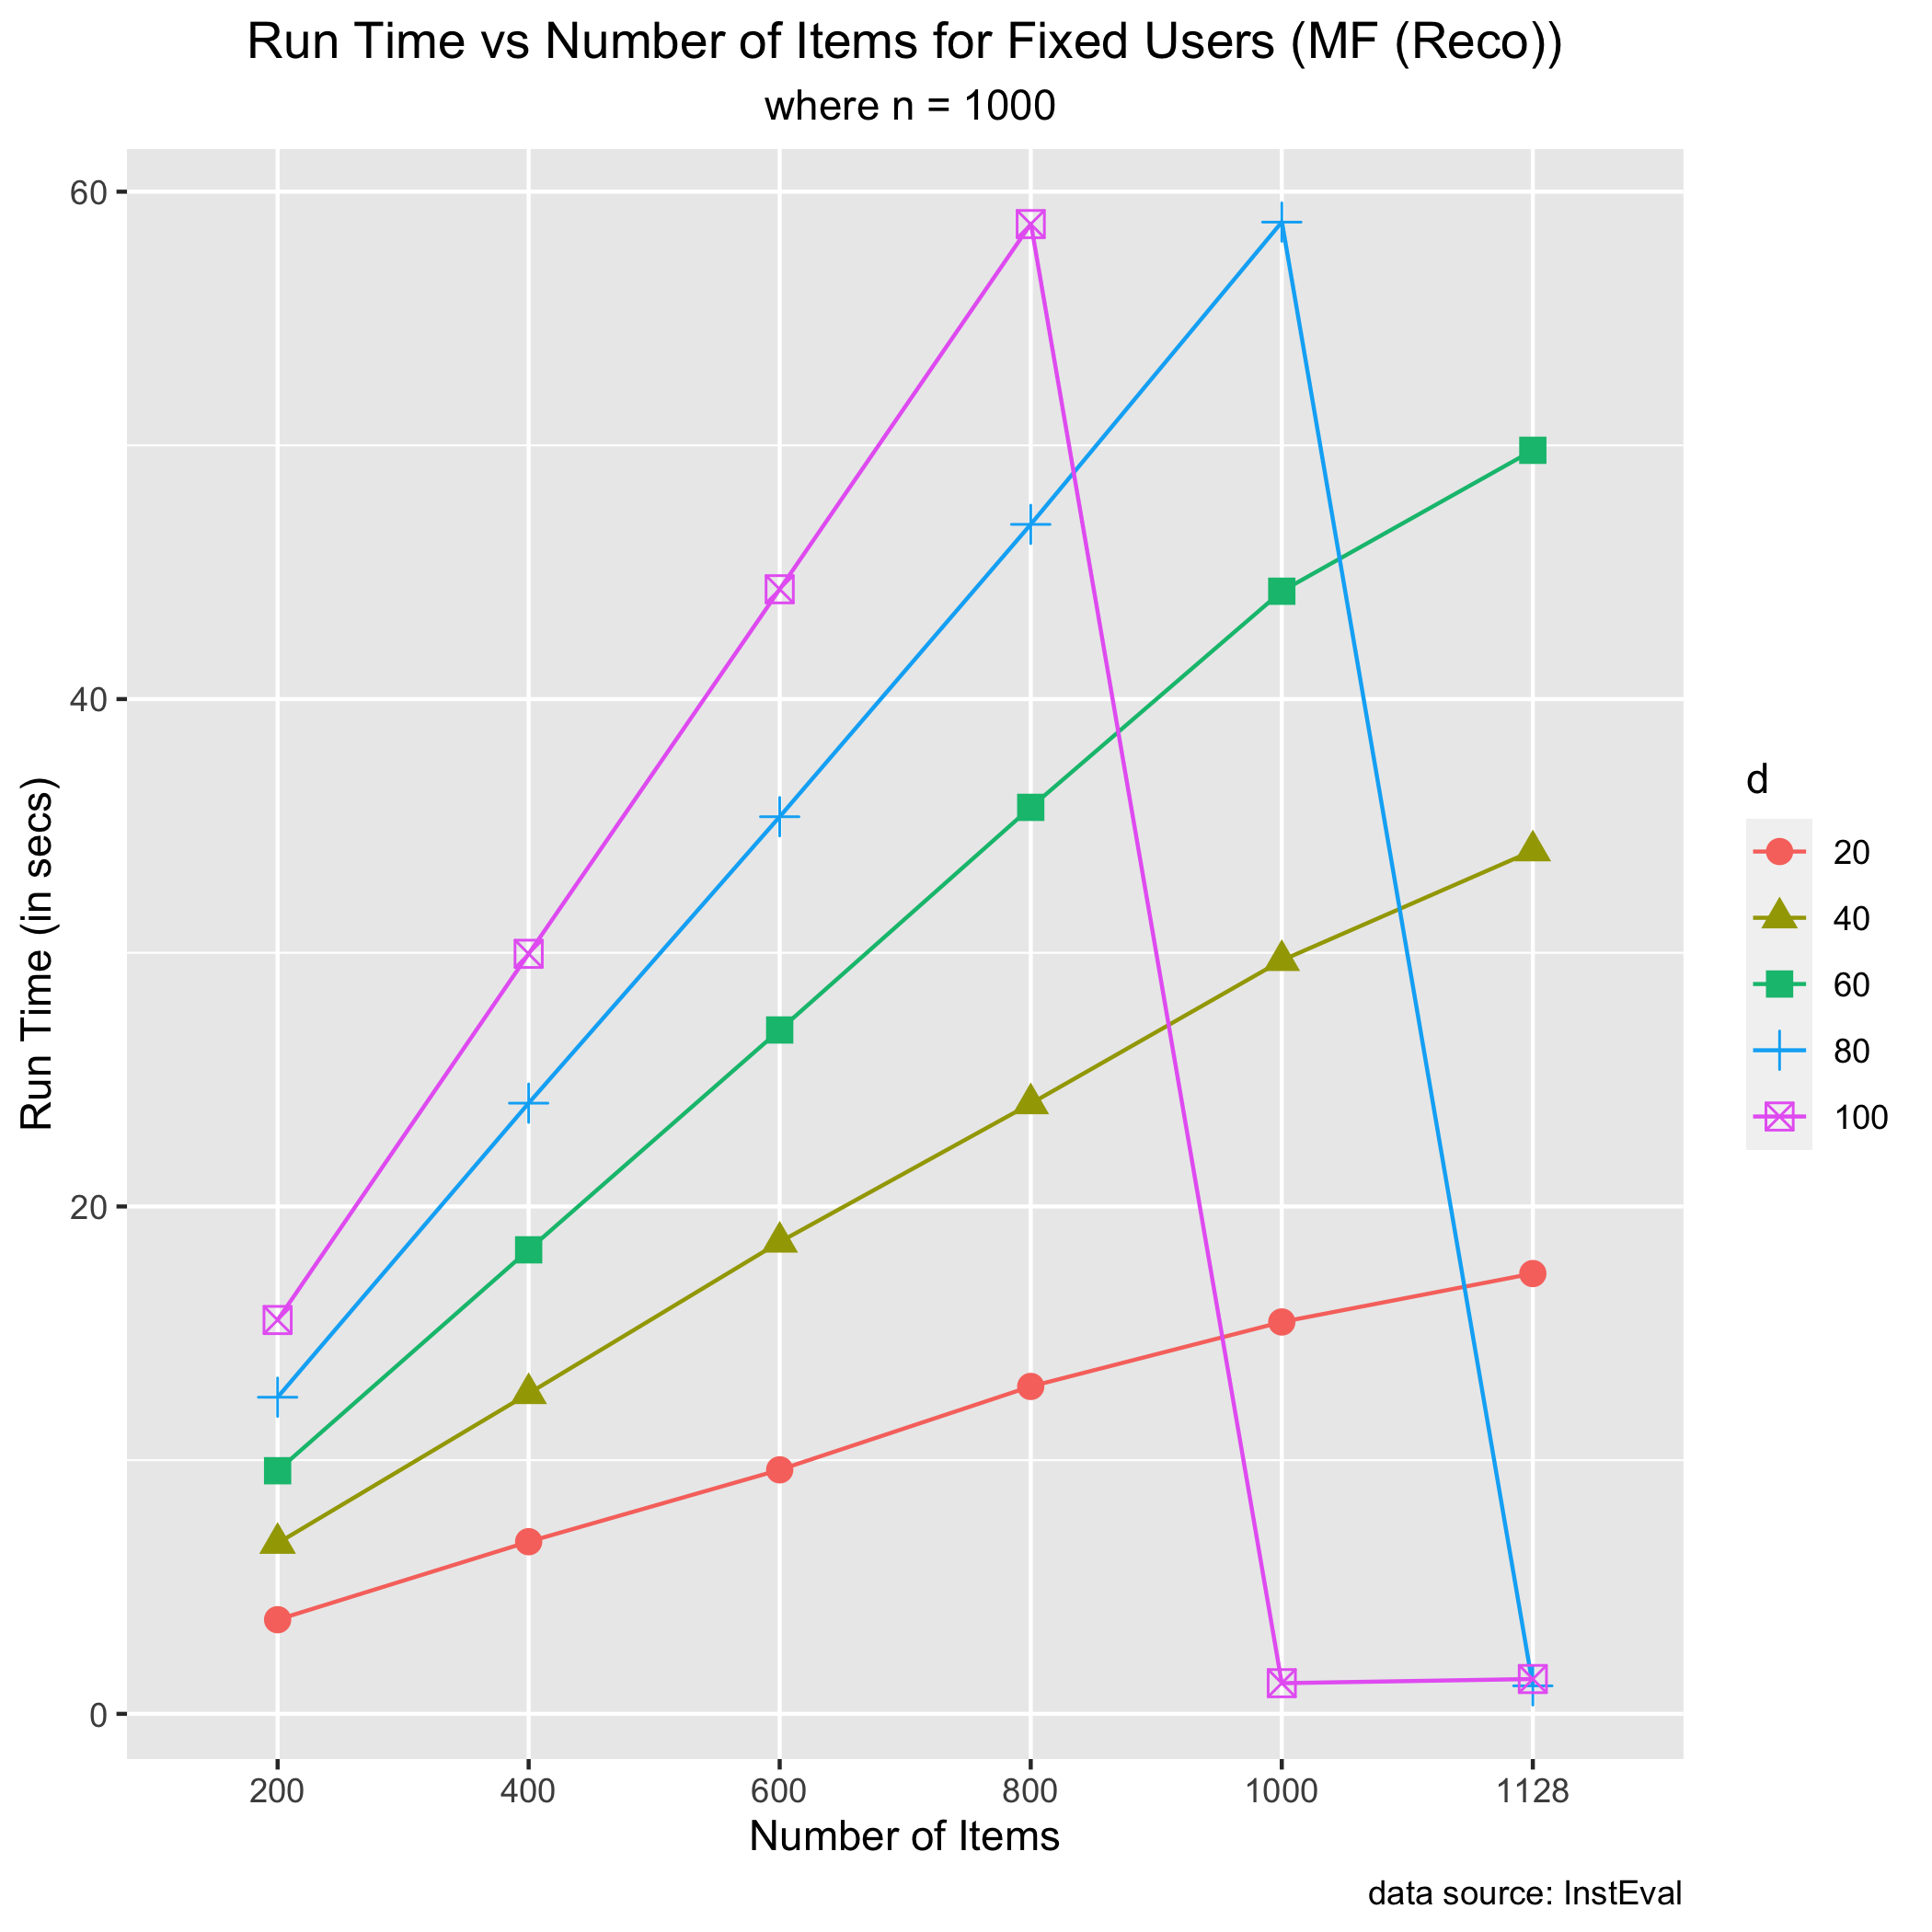 Run Time vs Number of Items for Fixed Users (MF (Reco))
where n = 1000
60
40
20
0
Run Time (in secs)
200 400 600 800 1000 1128
Number of Items
d
20
40
60
80
100
data source: InstEval